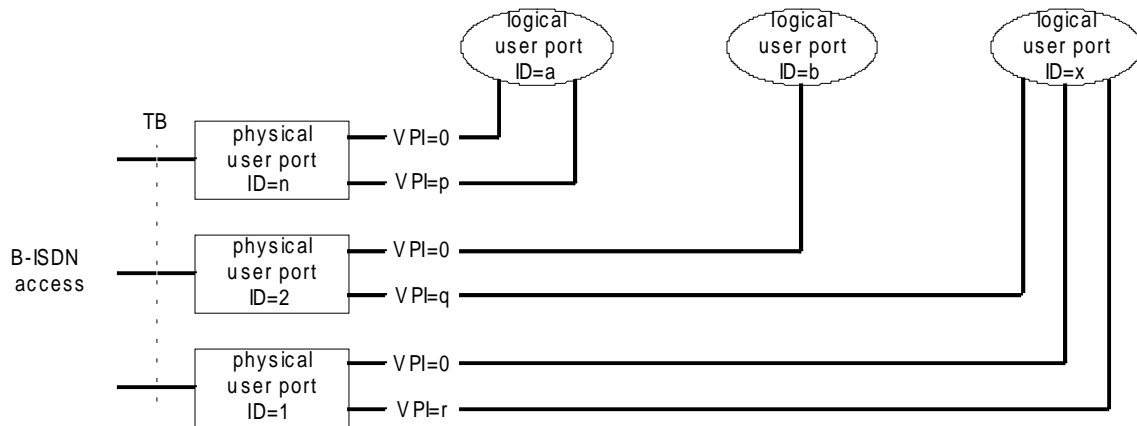 logical
user port
ID=a
logical
user port
ID=b
logical
user port
ID=x
TB
physical
user port
ID=n
VPI=0
VPI=p
B-ISDN
access
physical
user port
ID=2
VPI=0
VPI=q
physical
user port
ID=1
VPI=0
VPI=r